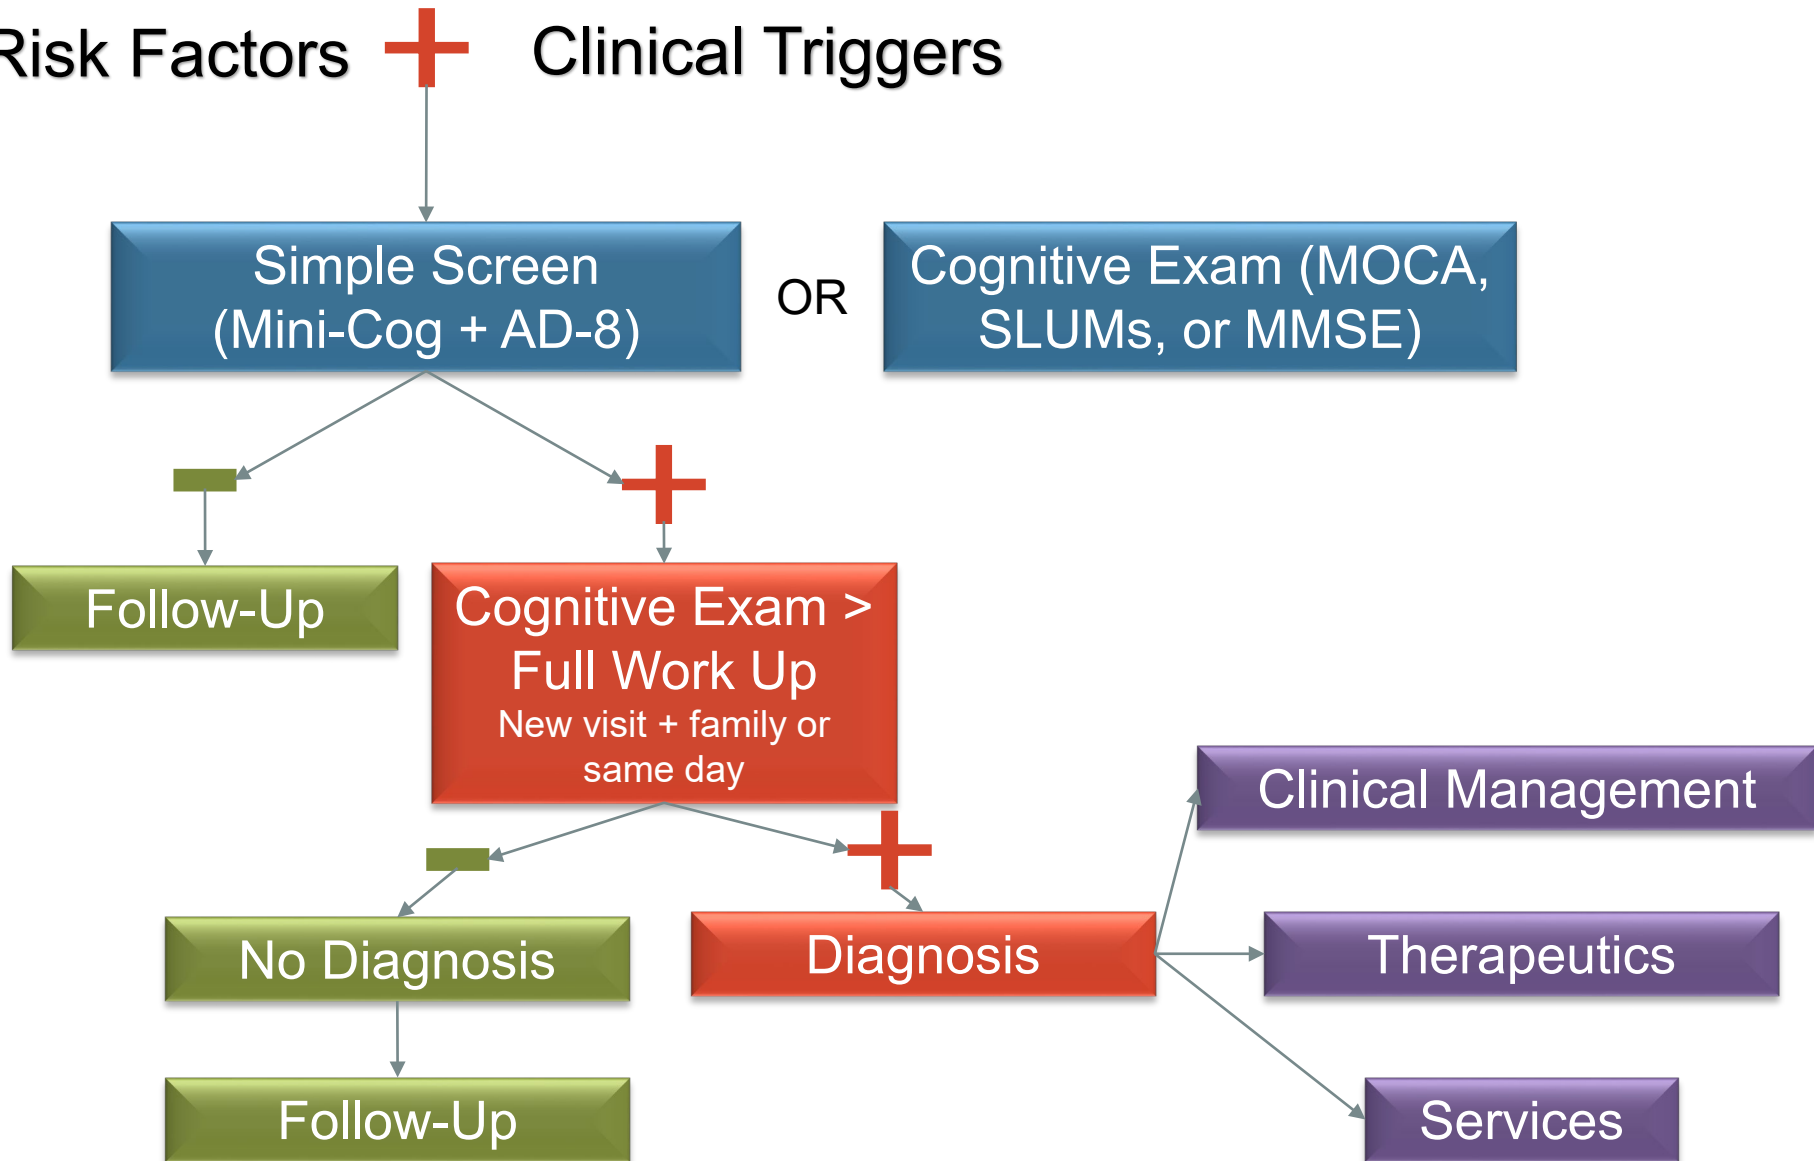 Risk Factors
Clinical Triggers
Simple Screen
(Mini-Cog + AD-8)
OR
Cognitive Exam (MOCA,
SLUMs, or MMSE)
Follow-Up
Cognitive Exam >
Full Work Up
New visit + family or
same day
Clinical Management
No Diagnosis
Diagnosis
Therapeutics
Follow-Up
Services